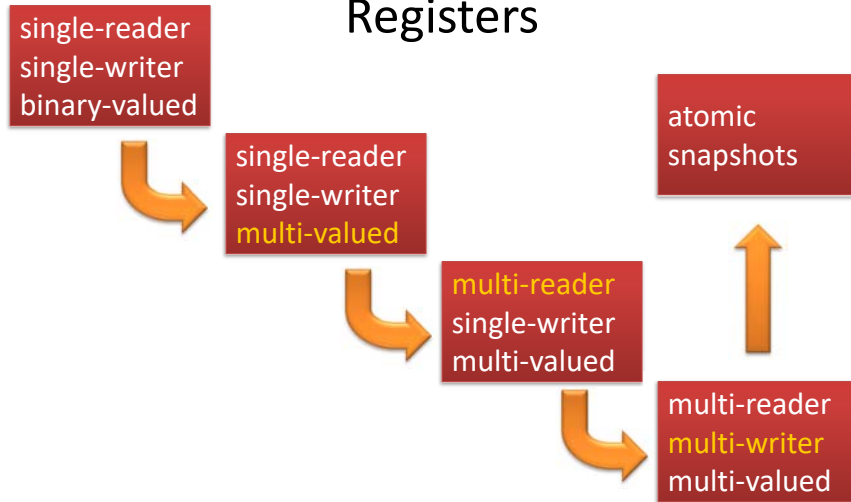 Registers
single-reader
single-writer
binary-valued
single-reader
single-writer
multi-valued
multi-reader
single-writer
multi-valued
multi-reader
multi-writer
multi-valued
atomic
snapshots